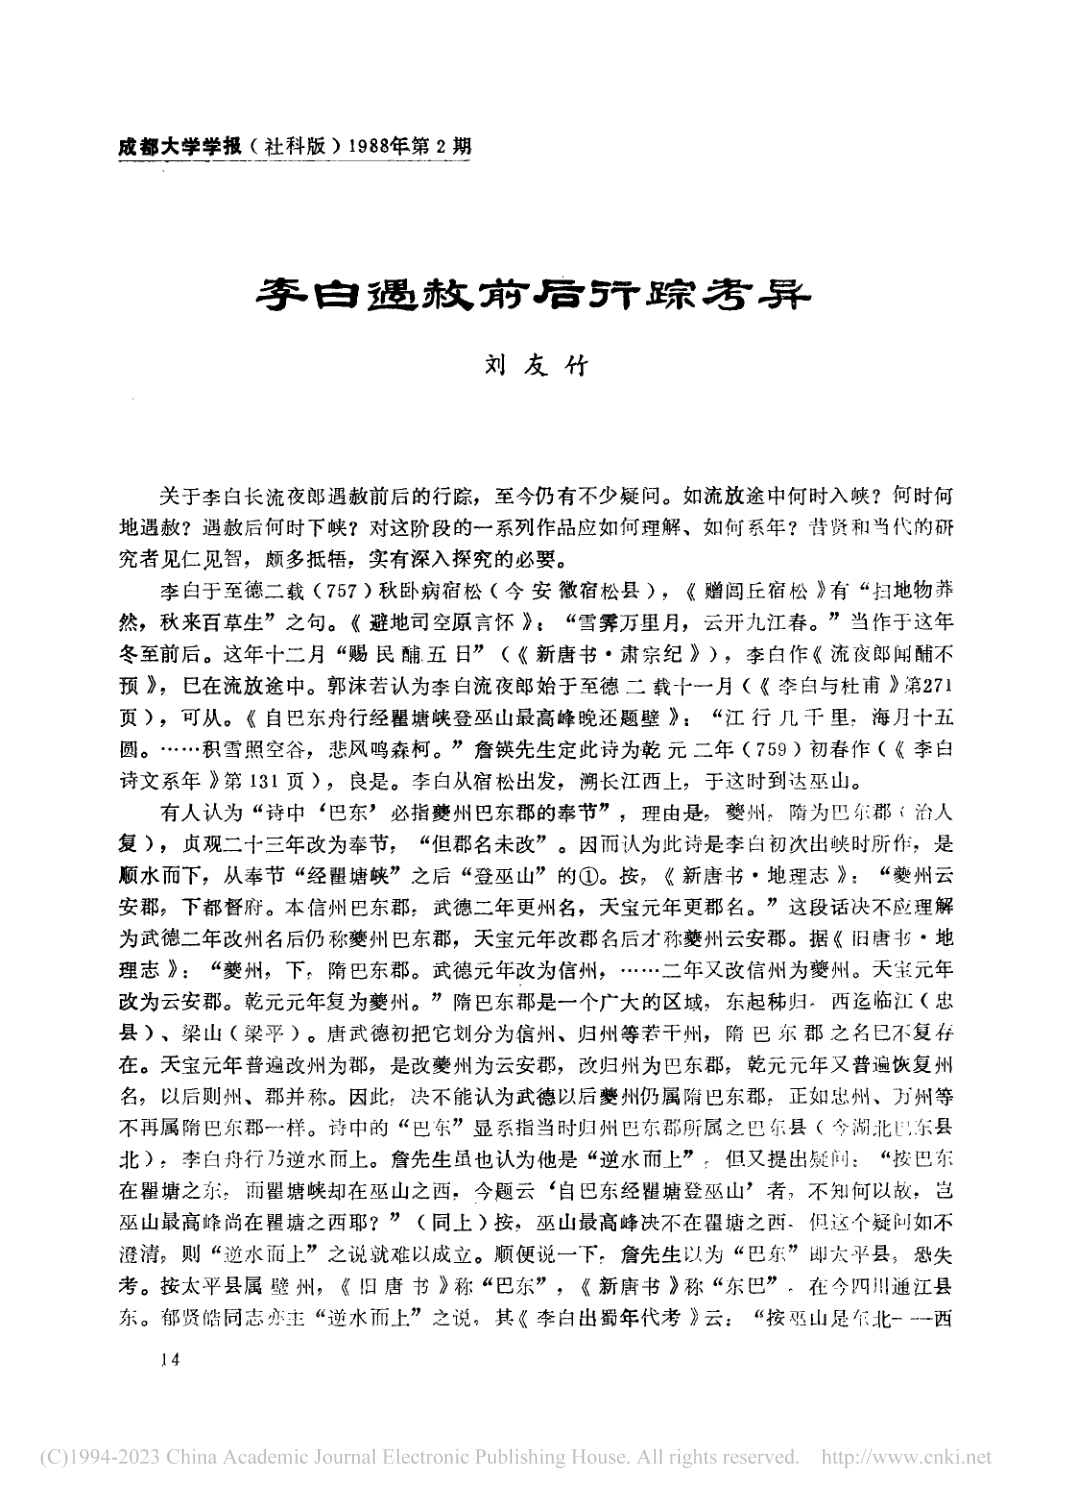 成都大学学报（社科版）1988年第2期
李白遇赦前后行踪考异
刘友竹
关于李白长流夜郎遇赦前后的行踪，至今仍有不少疑问。如流放途中何时入峡？何时何
地遇赦？遇赦后何时下峡？对这阶段的一系列作品应如何理解、如何系年？昔贤和当代的研
究者见仁见智，颇多抵牾，实有深入探究的必要。
李白于至德二载（757）秋卧病宿松（今安徽宿松县），《赠闾丘宿松》有“扫地物莽
然，秋来百草生”之句。《避地司空原言怀》：“雪霁万里月，云开九江春。”当作于这年
冬至前后。这年十二月“赐民酺五日”（《新唐书·肃宗纪》），李白作《流夜郎闻酺不
预》，已在流放途中。郭沫若认为李白流夜郎始于至德二载十一月（《李白与杜甫》第271
页），可从。《自巴东舟行经瞿塘峡登巫山最高峰晚还题壁》：“江行几千里，海月十五
圆。……积雪照空谷，悲风鸣森柯。”詹锳先生定此诗为乾元二年（759）初春作（《李白
诗文系年》第131页），良是。李白从宿松出发，溯长江西上，于这时到达巫山。
有人认为“诗中‘巴东’必指夔州巴东郡的奉节”，理由是，夔州，隋为巴东郡（治人
复），贞观二十三年改为奉节，“但郡名未改”。因而认为此诗是李白初次出峡时所作，是
顺水而下，从奉节“经瞿塘峡”之后“登巫山”的①。按，《新唐书·地理志》：“夔州云
安郡，下都督府。本信州巴东郡，武德二年更州名，天宝元年更郡名。”这段话决不应理解
为武德二年改州名后仍称夔州巴东郡，天宝元年改郡名后才称夔州云安郡。据《旧唐书·地
理志》：“夔州，下，隋巴东郡。武德元年改为信州，……二年又改信州为夔州。天宝元年
改为云安郡。乾元元年复为夔州。”隋巴东郡是一个广大的区域，东起秭归，西迄临江（忠
县）、梁山（梁平）。唐武德初把它划分为信州、归州等若干州，隋巴东郡之名已不复存
在。天宝元年普遍改州为郡，是改夔州为云安郡，改归州为巴东郡，乾元元年又普遍恢复州
名，以后则州、郡并称。因此，决不能认为武德以后夔州仍属隋巴东郡，正如忠州、万州等
不再属隋巴东郡一样。诗中的“巴东”显系指当时归州巴东郡所属之巴东县（今湖北巴东县
北），李白舟行乃逆水而上。詹先生虽也认为他是“逆水而上”，但又提出疑问：“按巴东
在瞿塘之东，而瞿塘峡却在巫山之西，今题云‘自巴东经瞿塘登巫山’者，不知何以故，岂
巫山最高峰尚在瞿塘之西耶？”（同上）按，巫山最高峰决不在瞿塘之西，但这个疑问如不
澄清，则“逆水而上”之说就难以成立。顺便说一下，詹先生以为“巴东”即太平县，恐失
考。按太平县属壁州，《旧唐书》称“巴东”，《新唐书》称“东巴”，在今四川通江县
东。郁贤皓同志亦主“逆水而上”之说，其《李白出蜀年代考》云：“按巫山是东北——西
14
(C)1994-2023 China Academic Journal Electronic Publishing House. All rights reserved. http://www.cnki.net